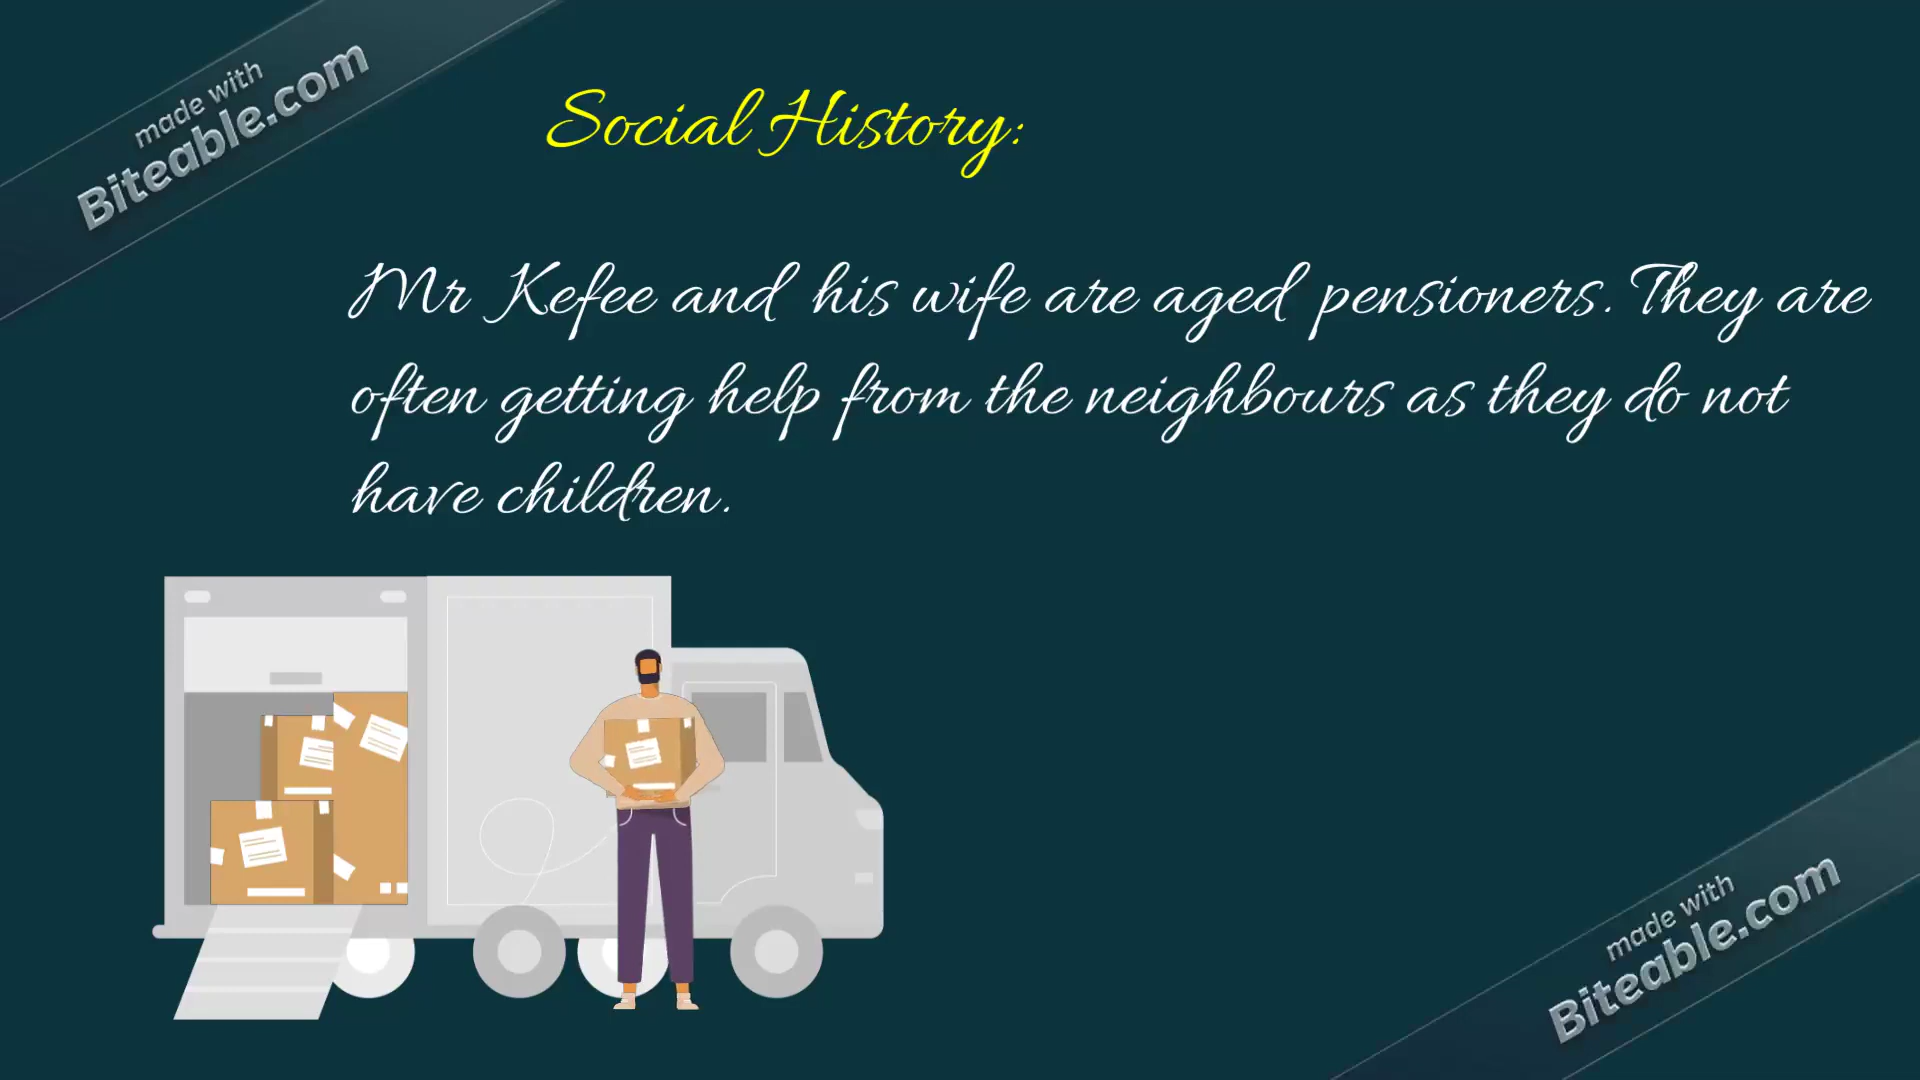 made with
Biteable.com
Social History:
Mr Kefee and his wife are aged pensioners. They are
often getting help from the neighbours as they do not
have children.
made with
Biteable.com